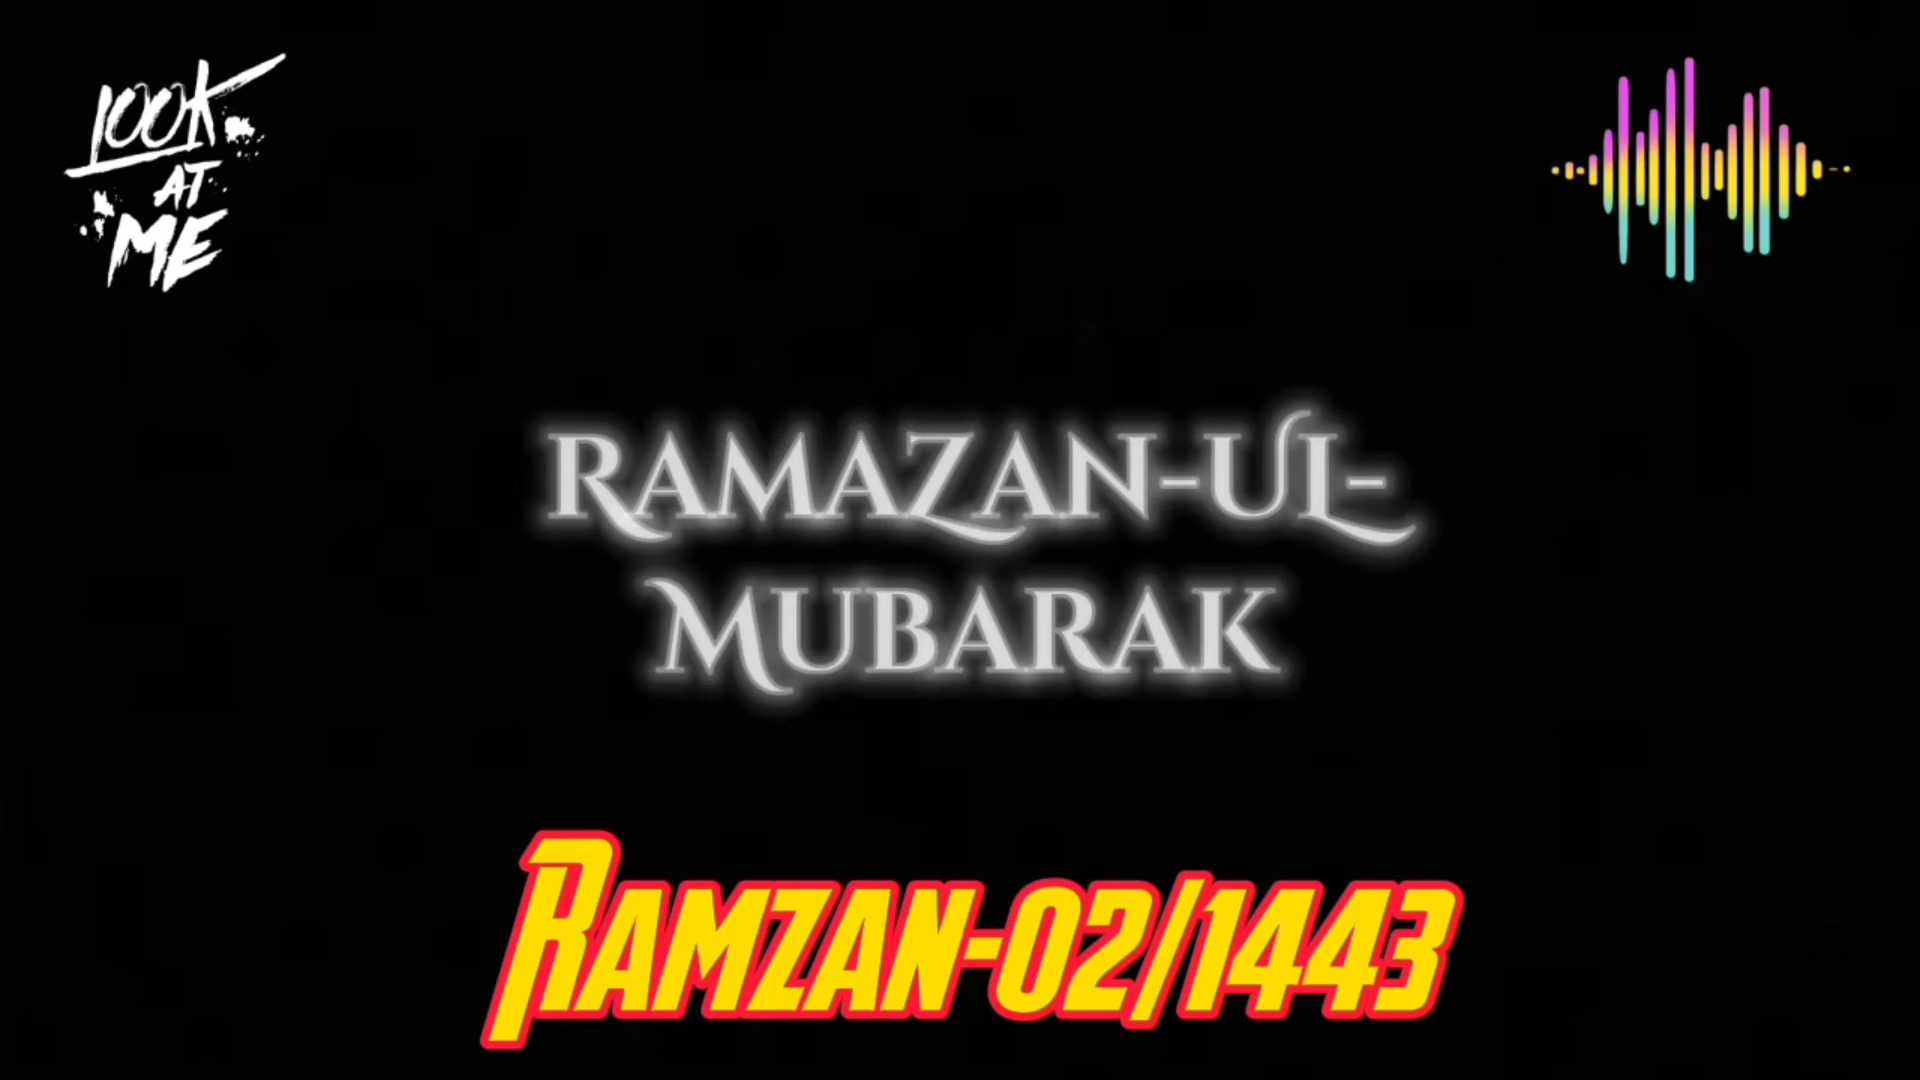 LOOK
AT
ME
RAMAZAN-UL-
MUBARAK
RAMZAN-02/1443